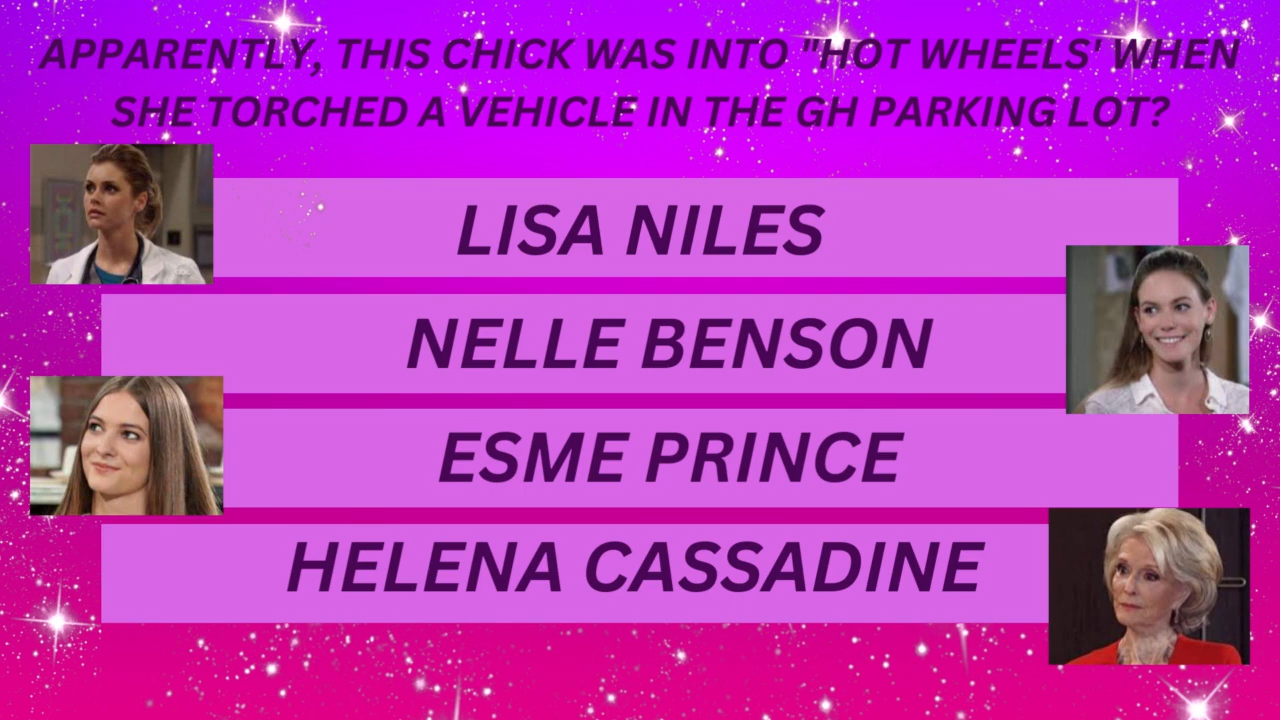 APPARENTLY, THIS CHICK WAS INTO "HOT WHEELS' WHEN
SHE TORCHED A VEHICLE IN THE GH PARKING LOT?
LISA NILES
NELLE BENSON
ESME PRINCE
HELENA CASSADINE